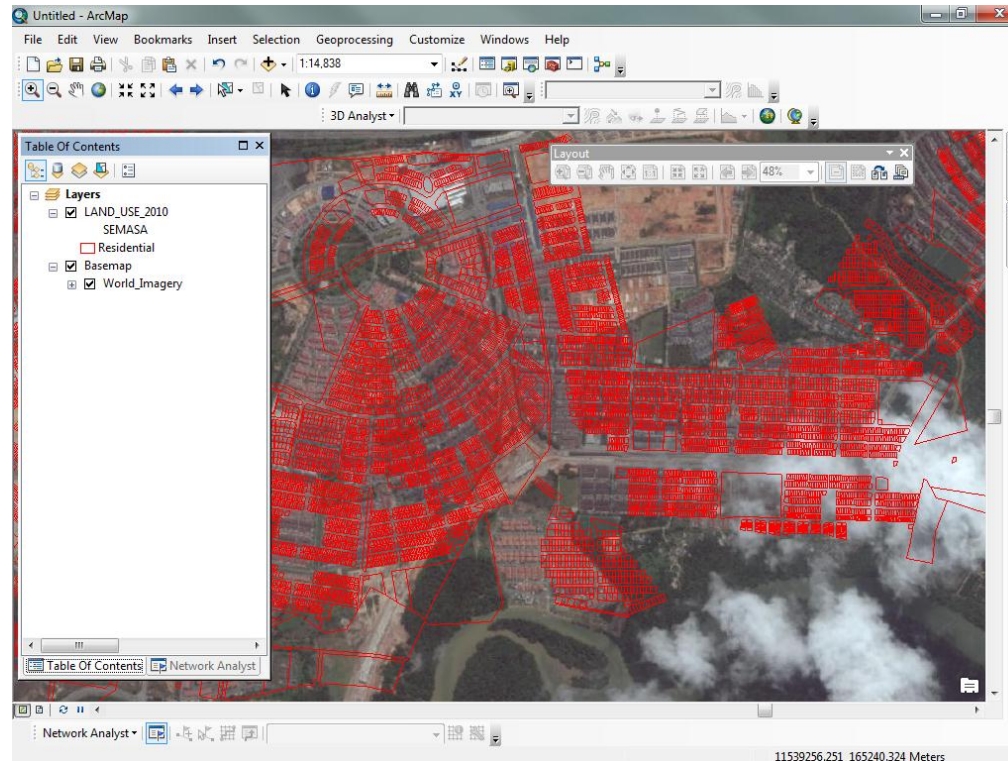 Untitled - ArcMap
File Edit View Bookmarks Insert Selection Geoprocessing Customize Windows Help
1:14,838
3D Analyst
Table Of Contents
Layout
48%
Layers
LAND_USE_2010
SEMASA
Residential
Basemap
World_Imagery
Table Of Contents Network Analyst
Network Analyst
11539256.251 165240.324 Meters